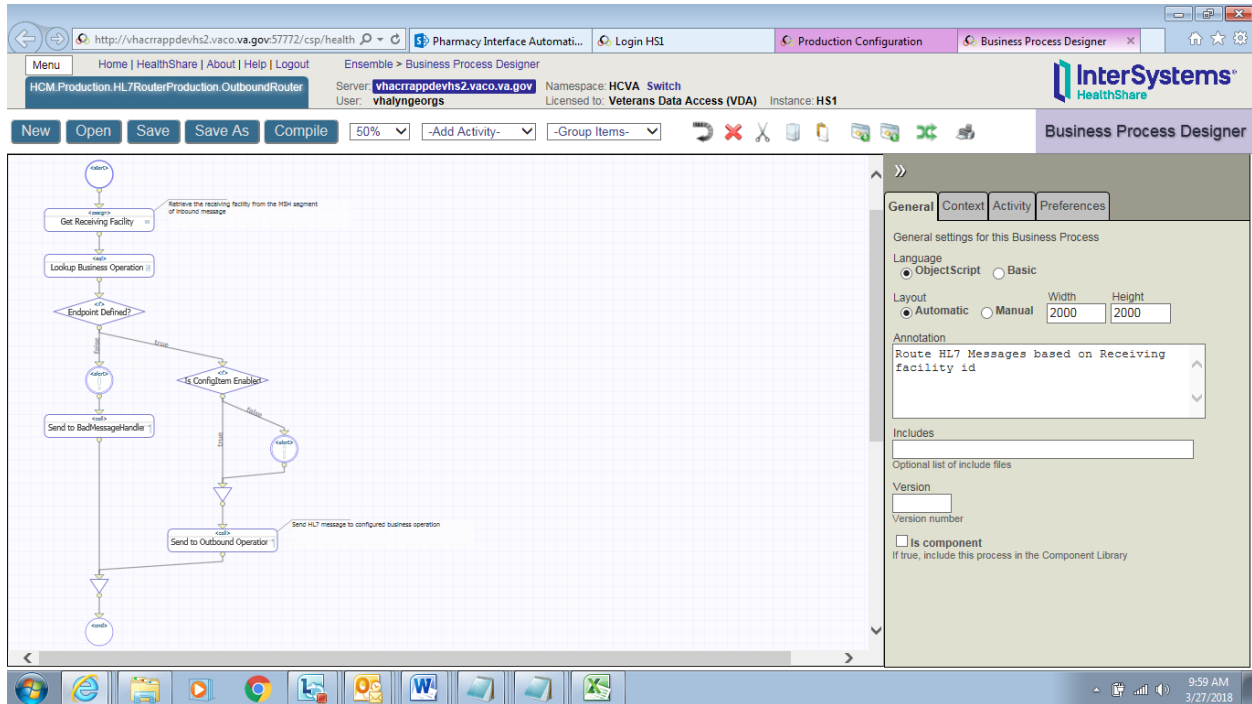 http://vhacrrappdevhs2.vaco.va.gov:57772/csp/health
Pharmacy Interface Automati...
Login HS1
Production Configuration
Business Process Designer
Menu
Home | HealthShare | About | Help | Logout
Ensemble > Business Process Designer
HCM.Production.HL7RouterProduction.OutboundRouter
Server: vhacrrappdevhs2.vaco.va.gov Namespace: HCVA Switch
User: vhalyngeorgs Licensed to: Veterans Data Access (VDA) Instance: HS1
InterSystems®
HealthShare
New Open Save Save As Compile 50% -Add Activity- -Group Items-
Business Process Designer
<start>
<assign>
Get Receiving Facility
Retrieve the receiving facility from the MSH segment
of inbound message
<sql>
Lookup Business Operation
<if>
Endpoint Defined?
false
true
<alert>
<if>
Is ConfigItem Enabled
<call>
Send to BadMessageHandler
true
false
<alert>
<call>
Send to Outbound Operation
Send HL7 message to configured business operation
<end>
General Context Activity Preferences
General settings for this Business Process
Language
ObjectScript Basic
Layout Width Height
Automatic Manual 2000 2000
Annotation
Route HL7 Messages based on Receiving
facility id
Includes
Optional list of include files
Version
Version number
Is component
If true, include this process in the Component Library
9:59 AM
3/27/2018